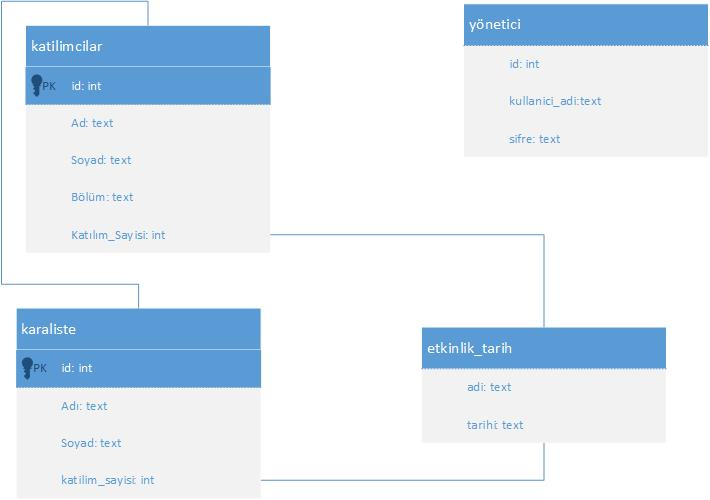 katilimcilar
PK id: int
Ad: text
Soyad: text
Bölüm: text
Katılım_Sayisi: int
yönetici
id: int
kullanici_adi:text
sifre: text
karaliste
PK id: int
Adı: text
Soyad: text
katilim_sayisi: int
etkinlik_tarih
adi: text
tarihi: text